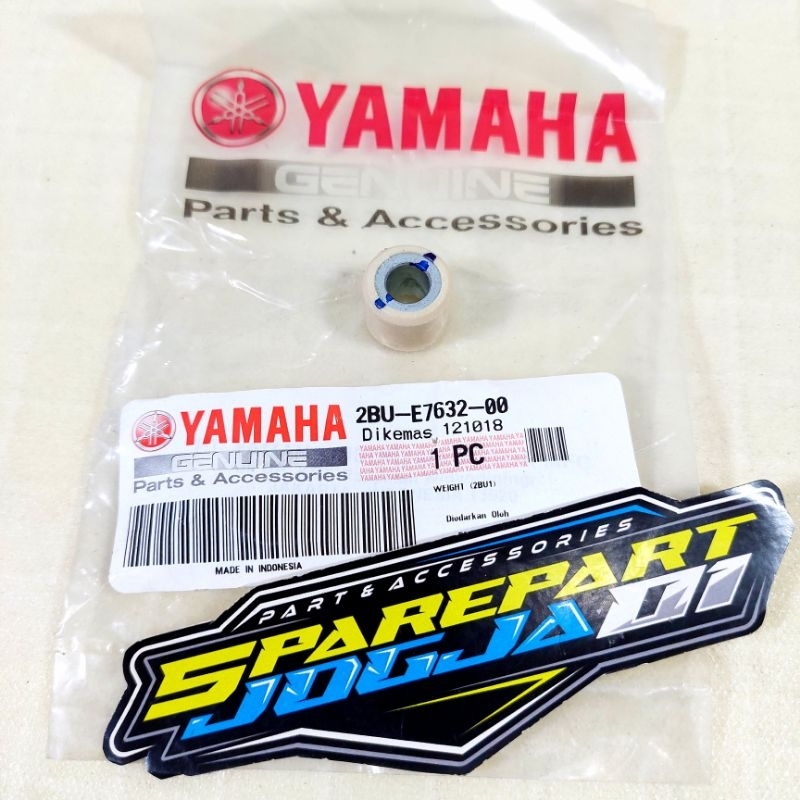 YAMAHA
GENUINE
Parts & Accessories
YAMAHA
GENUINE
Parts & Accessories
2BU-E7632-00
Dikemas 121018
1 PC
WEIGHT (2BU1)
Diedarkan Oleh
MADE IN INDONESIA
PART & ACCESSORIES
SPAREPART
JOGJA 01